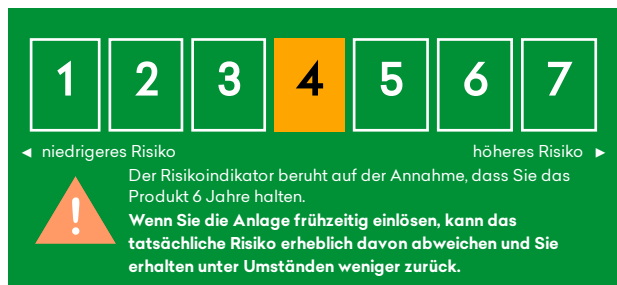 1 2 3 4 5 6 7
◄ niedrigeres Risiko höheres Risiko ►
Der Risikoindikator beruht auf der Annahme, dass Sie das
Produkt 6 Jahre halten.
Wenn Sie die Anlage frühzeitig einlösen, kann das
tatsächliche Risiko erheblich davon abweichen und Sie
erhalten unter Umständen weniger zurück.
!